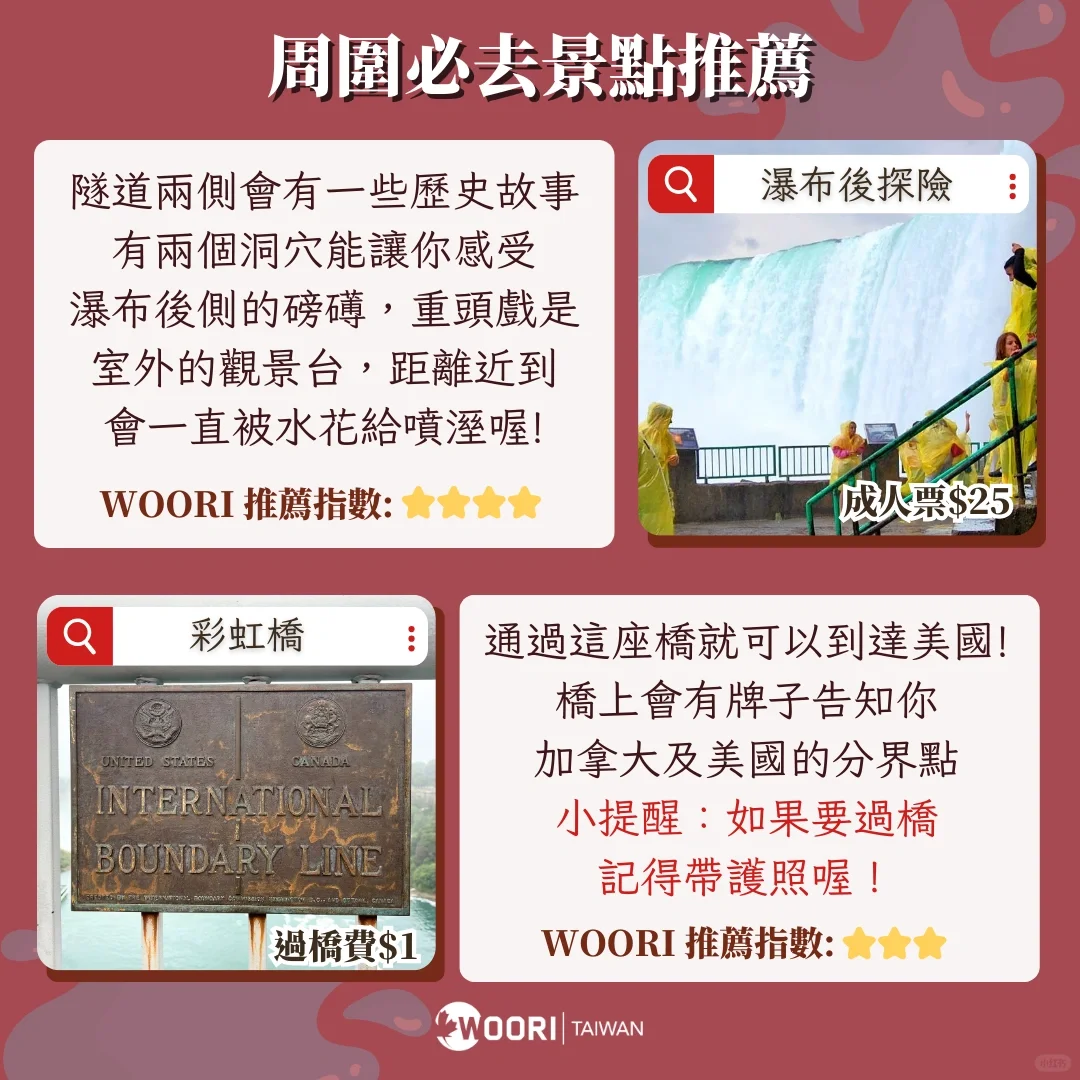 周圍必去景點推薦
隧道兩側會有一些歷史故事
有兩個洞穴能讓你感受
瀑布後側的磅礡，重頭戲是
室外的觀景台，距離近到
會一直被水花給噴溼喔!
WOORI 推薦指數:
瀑布後探險
成人票$25
彩虹橋
UNITED STATES
CANADA
INTERNATIONAL
BOUNDARY LINE
過橋費$1
通過這座橋就可以到達美國!
橋上會有牌子告知你
加拿大及美國的分界點
小提醒：如果要過橋
記得帶護照喔！
WOORI 推薦指數:
WOORI TAIWAN
小红书